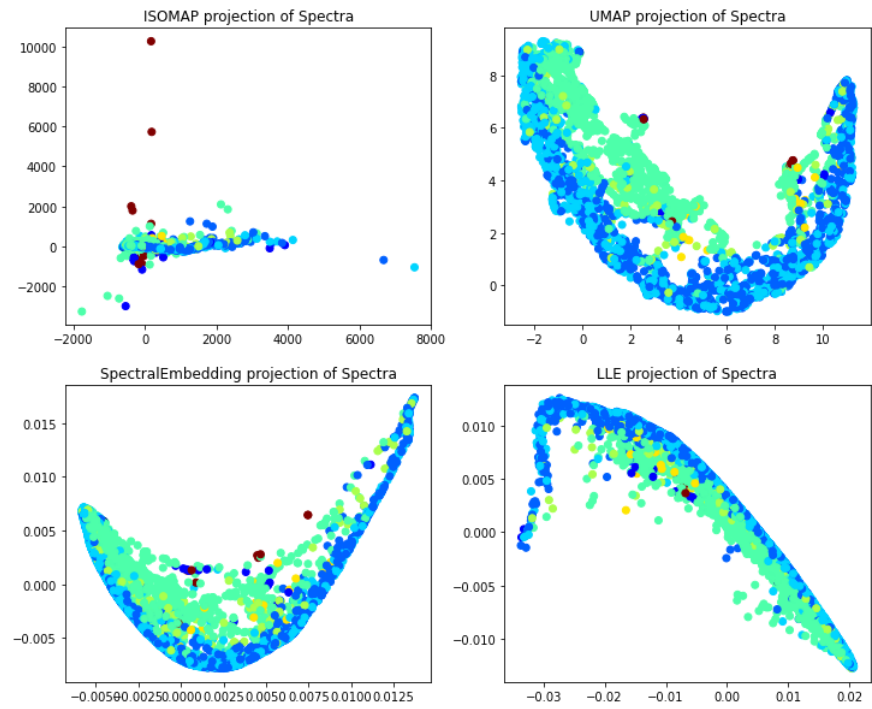 ISOMAP projection of Spectra
10000
8000
6000
4000
2000
0
−2000
−2000 0 2000 4000 6000 8000
UMAP projection of Spectra
8
6
4
2
0
−2 0 2 4 6 8 10
SpectralEmbedding projection of Spectra
0.015
0.010
0.005
0.000
−0.005
−0.0050 −0.0025 0.0000 0.0025 0.0050 0.0075 0.0100 0.0125
LLE projection of Spectra
0.010
0.005
0.000
−0.005
−0.010
−0.03 −0.02 −0.01 0.00 0.01 0.02